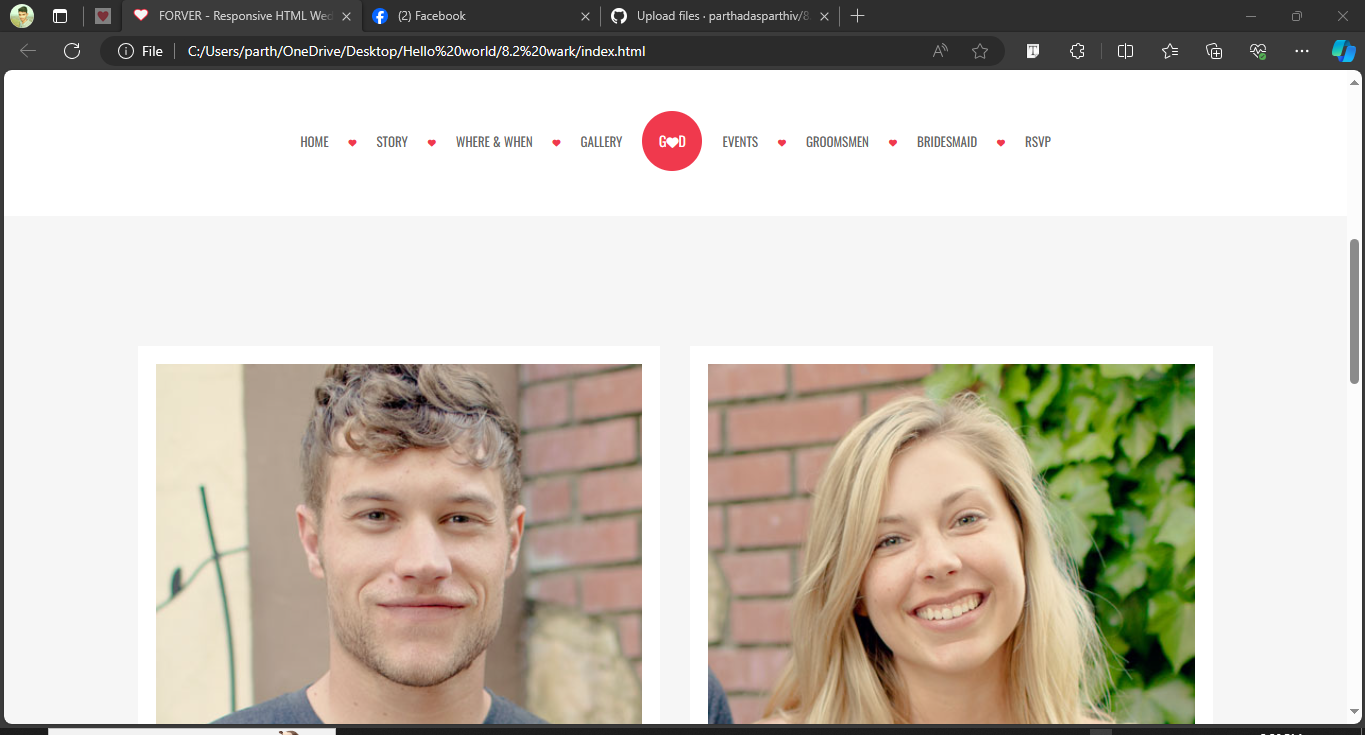 FORVER - Responsive HTML Wed
(2) Facebook
Upload files · parthadasparthiv/8.
File
C:/Users/parth/OneDrive/Desktop/Hello%20world/8.2%20wark/index.html
HOME STORY WHERE & WHEN GALLERY G♥D EVENTS GROOMSMEN BRIDESMAID RSVP